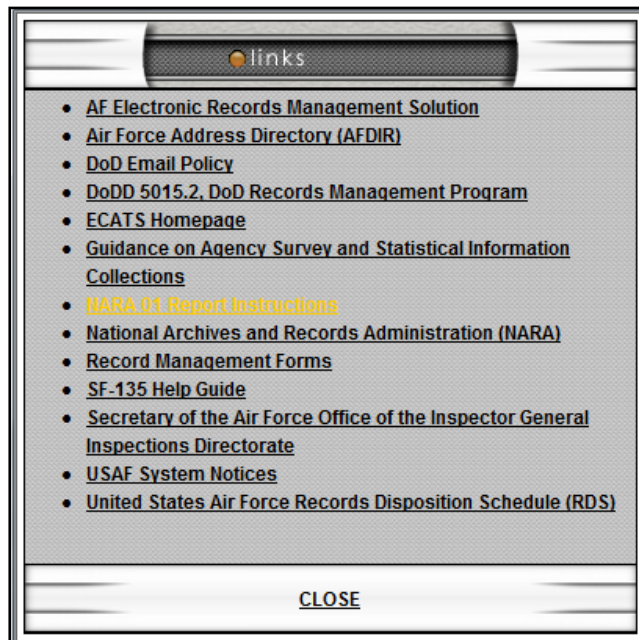 links
AF Electronic Records Management Solution
Air Force Address Directory (AFDIR)
DoD Email Policy
DoDD 5015.2, DoD Records Management Program
ECATS Homepage
Guidance on Agency Survey and Statistical Information
Collections
NARA 01 Report Instructions
National Archives and Records Administration (NARA)
Record Management Forms
SF-135 Help Guide
Secretary of the Air Force Office of the Inspector General
Inspections Directorate
USAF System Notices
United States Air Force Records Disposition Schedule (RDS)
CLOSE